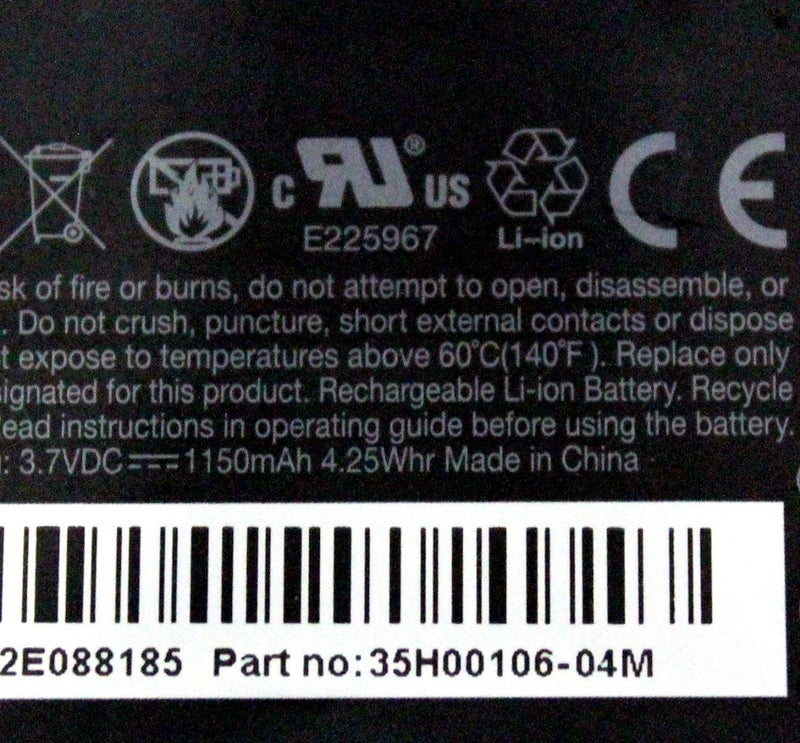 c RU® US
E225967
Li-ion
CE
sk of fire or burns, do not attempt to open, disassemble, or
. Do not crush, puncture, short external contacts or dispose
t expose to temperatures above 60°C(140°F ). Replace only
signated for this product. Rechargeable Li-ion Battery. Recycle
ead instructions in operating guide before using the battery.
: 3.7VDC⎓1150mAh 4.25Whr Made in China
2E088185 Part no:35H00106-04M